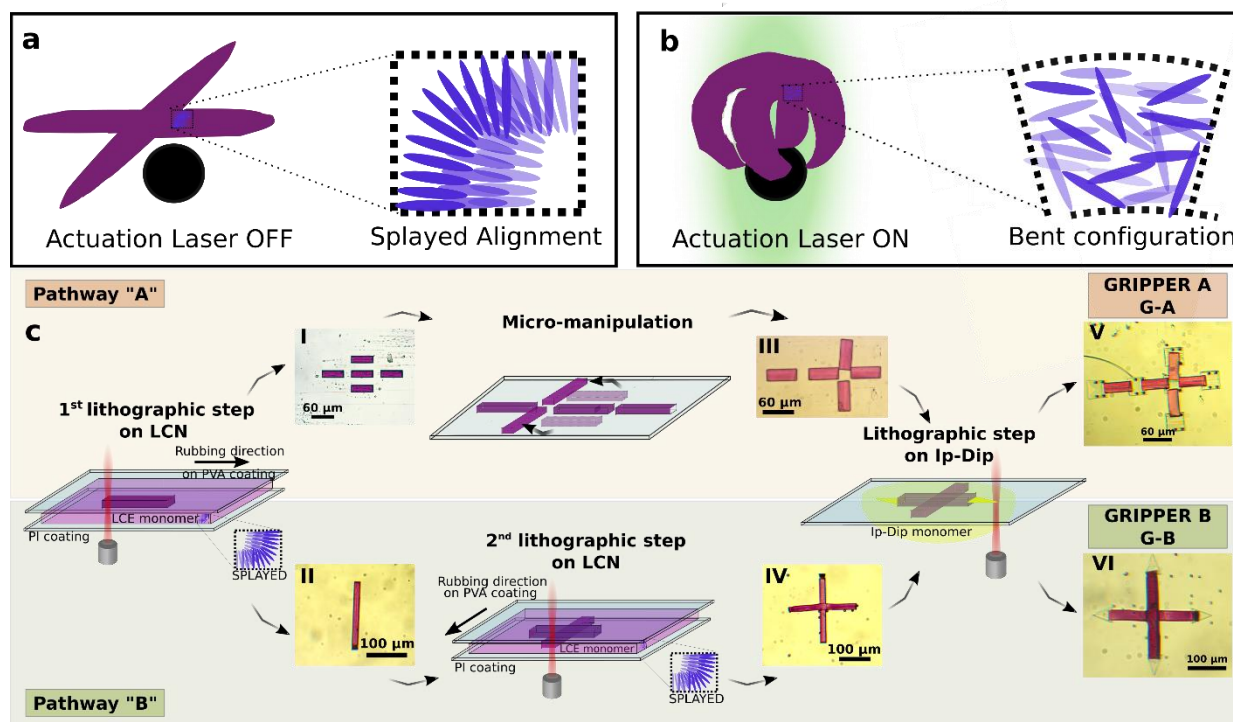 a
Actuation Laser OFF
Splayed Alignment
b
Actuation Laser ON
Bent configuration
Pathway "A"
c
1st lithographic step
on LCN
Rubbing direction
on PVA coating
LCE monomer
PI coating
SPLAYED
I
60 μm
Micro-manipulation
III
60 μm
Lithographic step
on Ip-Dip
Ip-Dip monomer
GRIPPER A
G-A
V
60 μm
II
100 μm
2nd lithographic step
on LCN
Rubbing direction
on PVA coating
LCE monomer
PI coating
SPLAYED
IV
100 μm
GRIPPER B
G-B
VI
100 μm
Pathway "B"